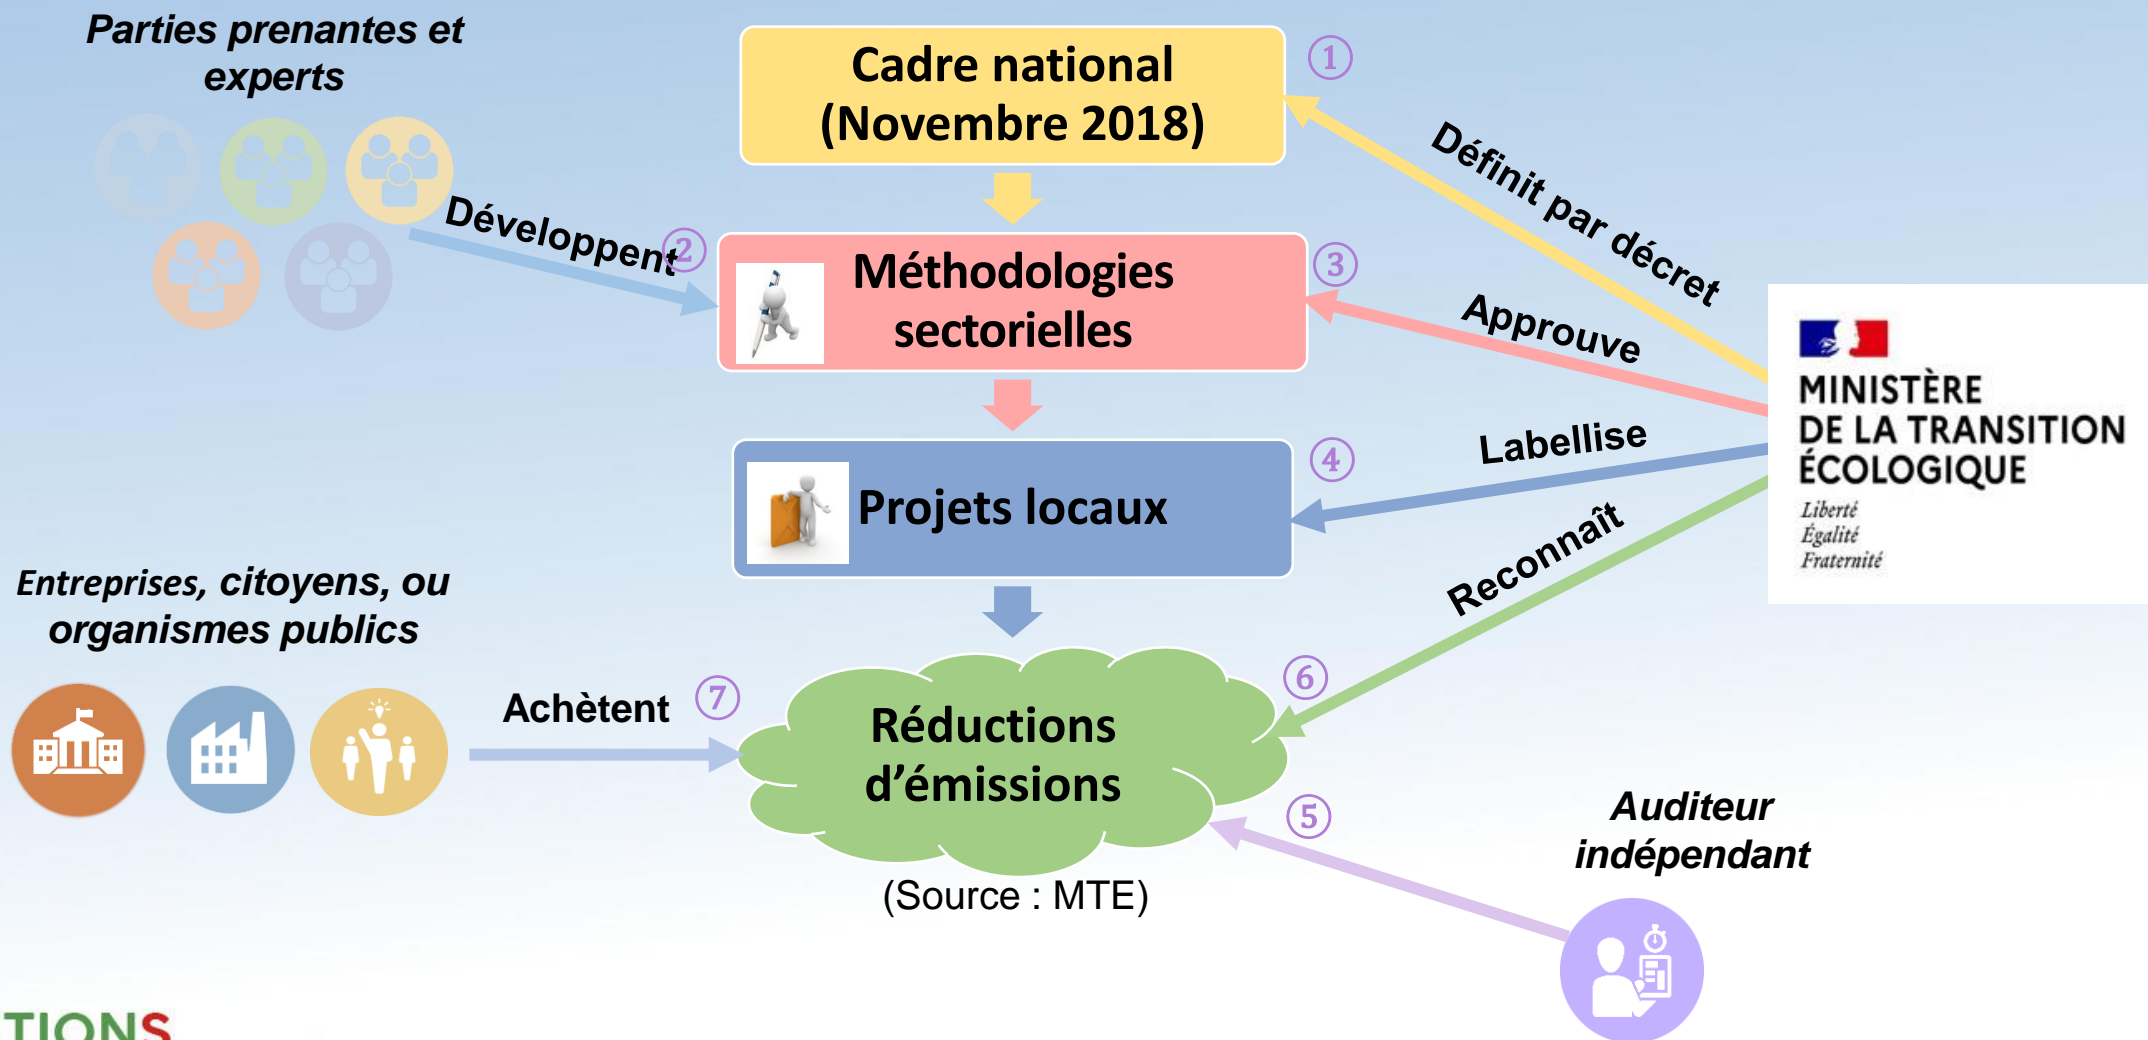 Parties prenantes et
experts
Cadre national
(Novembre 2018)
①
Définit par décret
Développent
②
Méthodologies
sectorielles
③
Approuve
MINISTÈRE
DE LA TRANSITION
ÉCOLOGIQUE
Liberté
Égalité
Fraternité
Projets locaux
④
Labellise
Reconnaît
Entreprises, citoyens, ou
organismes publics
Achètent
⑦
Réductions
d’émissions
⑥
⑤
(Source : MTE)
Auditeur
indépendant
TIONS